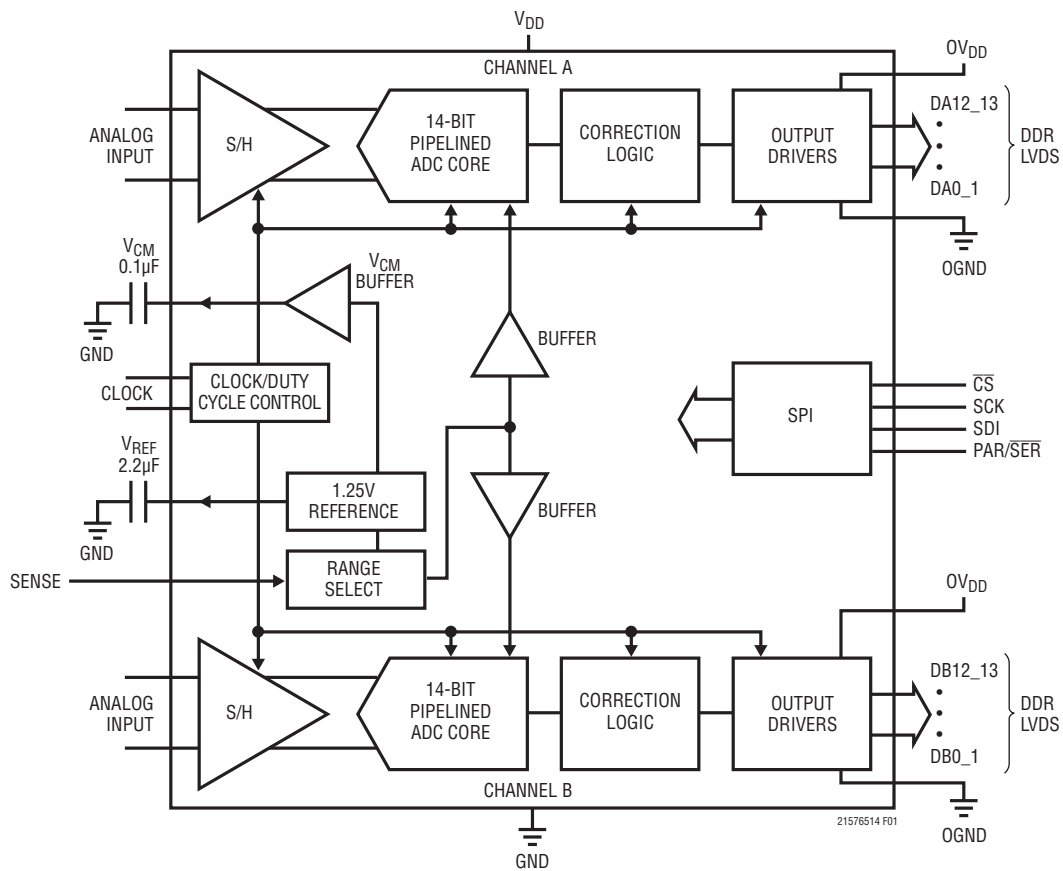 VDD
CHANNEL A
OVDD
ANALOG
INPUT
S/H
14-BIT
PIPELINED
ADC CORE
CORRECTION
LOGIC
OUTPUT
DRIVERS
DA12_13
•
•
•
DA0_1
DDR
LVDS
OGND
VCM
0.1µF
GND
VCM
BUFFER
BUFFER
CLOCK
CLOCK/DUTY
CYCLE CONTROL
SPI
C̅S̅
SCK
SDI
PAR/S̅E̅R̅
VREF
2.2µF
GND
1.25V
REFERENCE
BUFFER
SENSE
RANGE
SELECT
OVDD
ANALOG
INPUT
S/H
14-BIT
PIPELINED
ADC CORE
CORRECTION
LOGIC
OUTPUT
DRIVERS
DB12_13
•
•
•
DB0_1
DDR
LVDS
CHANNEL B
21576514 F01
OGND
GND